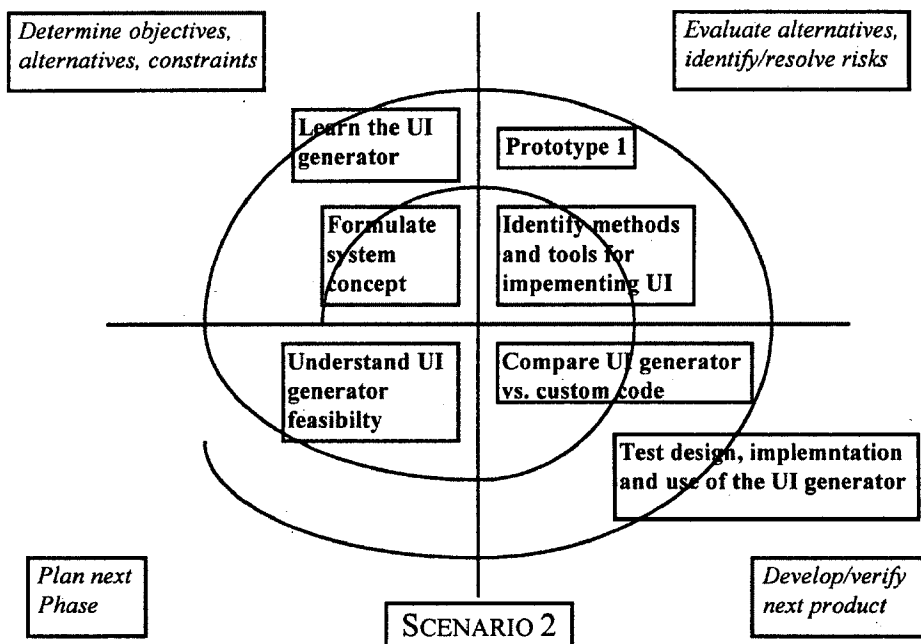 Determine objectives,
alternatives, constraints
Evaluate alternatives,
identify/resolve risks
Learn the UI
generator
Prototype 1
Formulate
system
concept
Identify methods
and tools for
impementing UI
Understand UI
generator
feasibilty
Compare UI generator
vs. custom code
Test design, implemntation
and use of the UI generator
Plan next
Phase
Develop/verify
next product
SCENARIO 2